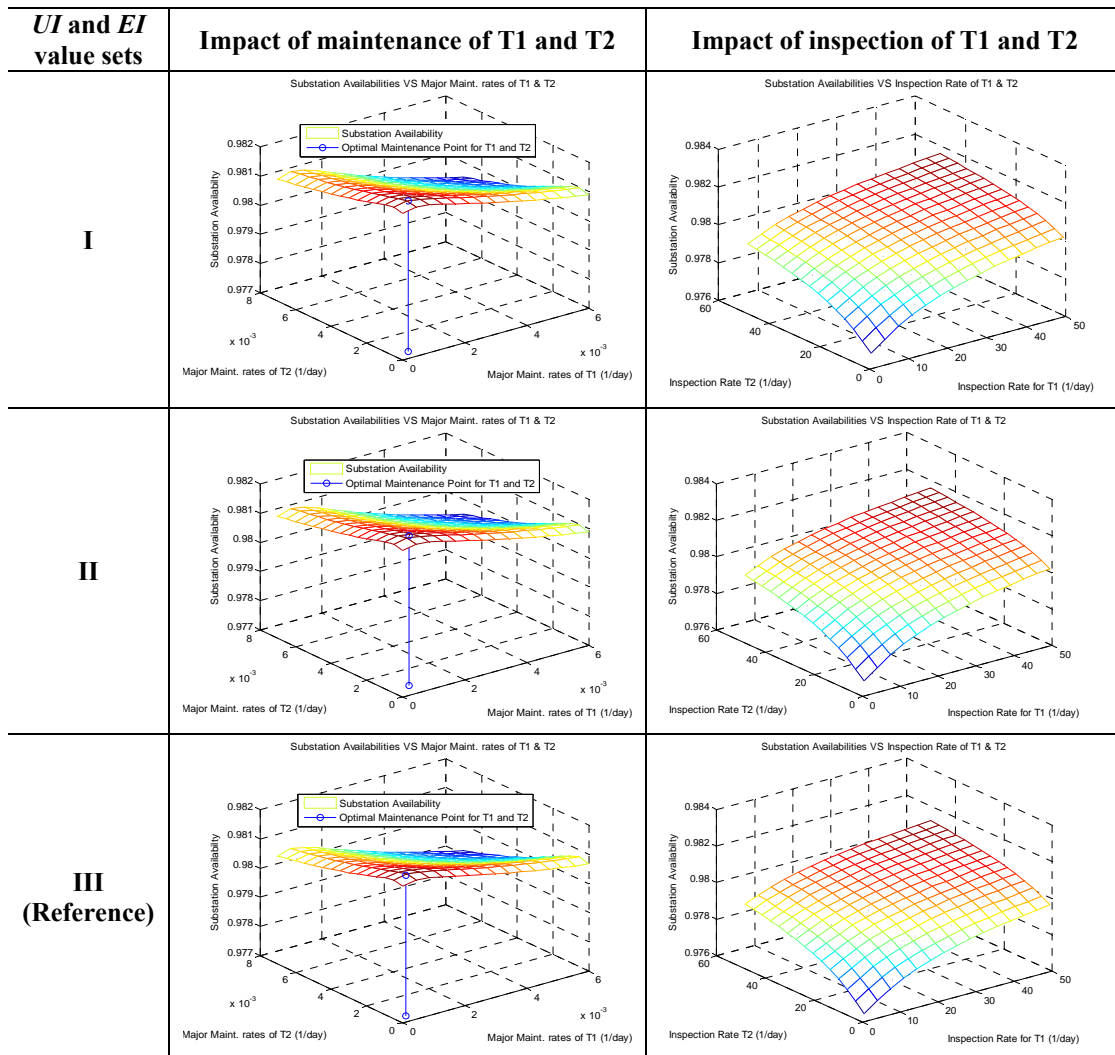 UI and EI value sets
Impact of maintenance of T1 and T2
Impact of inspection of T1 and T2
I
Substation Availabilities VS Major Maint. rates of T1 & T2
Substation Availability
Optimal Maintenance Point for T1 and T2
0.982
0.981
0.98
0.979
0.978
0.977
Substation Availability
8
6
4
2
0
x 10^-3
Major Maint. rates of T2 (1/day)
0
2
4
6
x 10^-3
Major Maint. rates of T1 (1/day)
Substation Availabilities VS Inspection Rate of T1 & T2
0.984
0.982
0.98
0.978
0.976
Substation Availability
60
40
20
0
Inspection Rate T2 (1/day)
0
10
20
30
40
50
Inspection Rate for T1 (1/day)
II
Substation Availabilities VS Major Maint. rates of T1 & T2
Substation Availability
Optimal Maintenance Point for T1 and T2
0.982
0.981
0.98
0.979
0.978
0.977
Substation Availability
8
6
4
2
0
x 10^-3
Major Maint. rates of T2 (1/day)
0
2
4
6
x 10^-3
Major Maint. rates of T1 (1/day)
Substation Availabilities VS Inspection Rate of T1 & T2
0.984
0.982
0.98
0.978
0.976
Substation Availability
60
40
20
0
Inspection Rate T2 (1/day)
0
10
20
30
40
50
Inspection Rate for T1 (1/day)
III
(Reference)
Substation Availabilities VS Major Maint. rates of T1 & T2
Substation Availability
Optimal Maintenance Point for T1 and T2
0.982
0.981
0.98
0.979
0.978
0.977
Substation Availability
8
6
4
2
0
x 10^-3
Major Maint. rates of T2 (1/day)
0
2
4
6
x 10^-3
Major Maint. rates of T1 (1/day)
Substation Availabilities VS Inspection Rate of T1 & T2
0.984
0.982
0.98
0.978
0.976
Substation Availability
60
40
20
0
Inspection Rate T2 (1/day)
0
10
20
30
40
50
Inspection Rate for T1 (1/day)